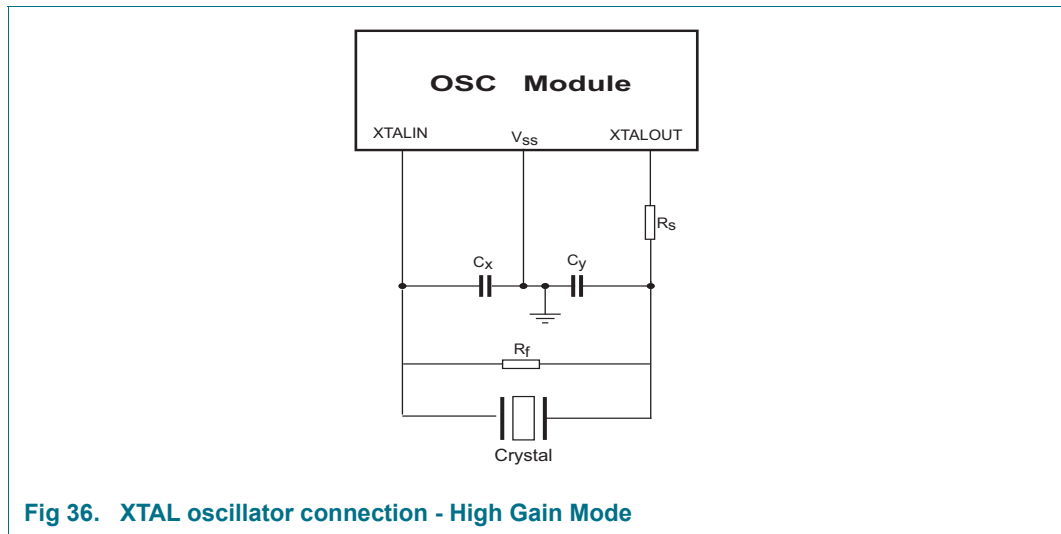 OSC Module
XTALIN
Vss
XTALOUT
Rs
Cx
Cy
Rf
Crystal
Fig 36. XTAL oscillator connection - High Gain Mode